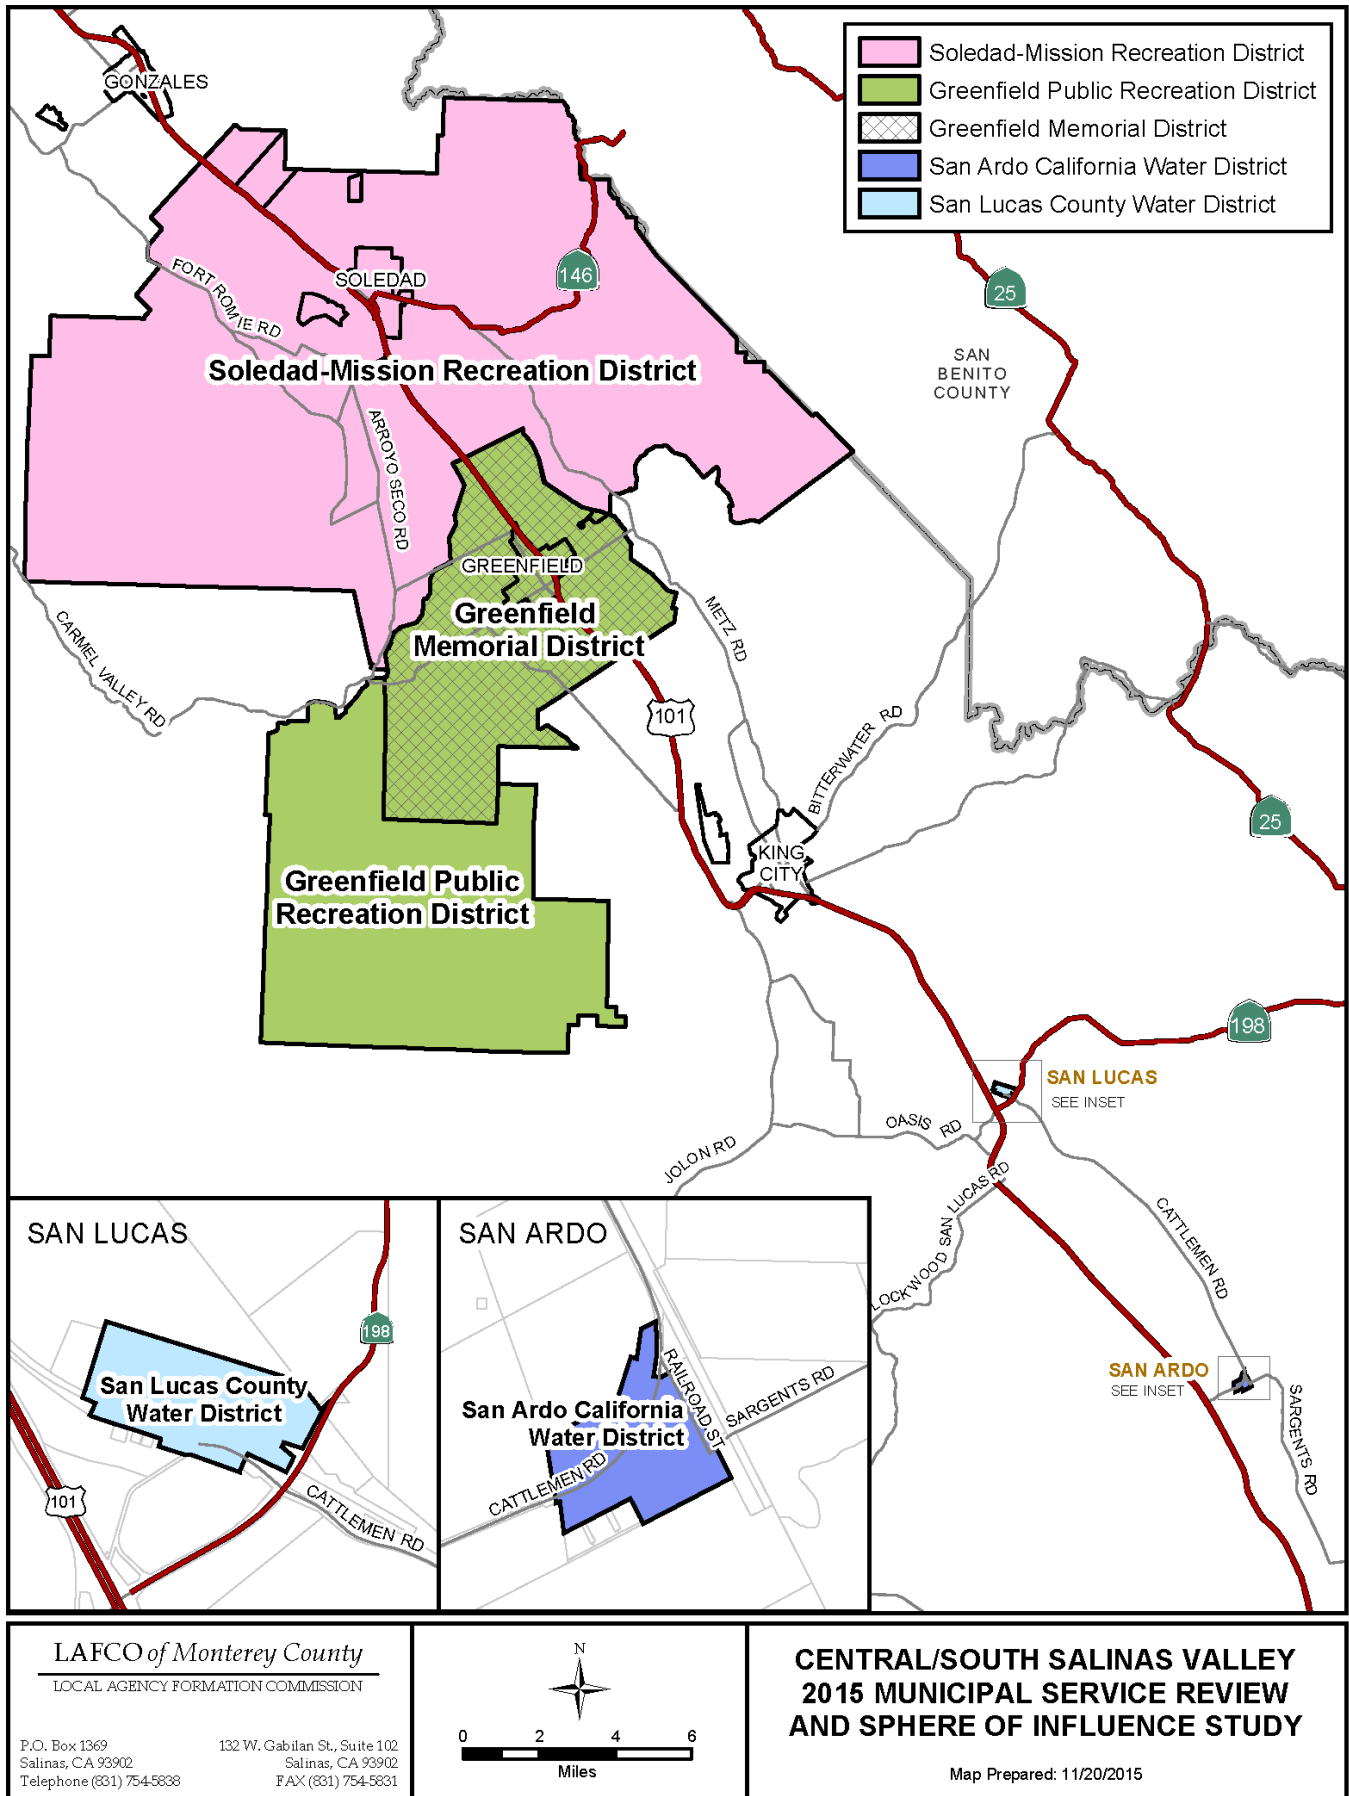 Soledad-Mission Recreation District
Greenfield Public Recreation District
Greenfield Memorial District
San Ardo California Water District
San Lucas County Water District
GONZALES
SOLEDAD
146
25
FORT ROMIE RD
SAN
BENITO
COUNTY
Soledad-Mission Recreation District
ARROYO SECO RD
GREENFIELD
Greenfield
Memorial District
METZ RD
CARMEL VALLEY RD
101
BITTERWATER RD
25
KING
CITY
Greenfield Public
Recreation District
198
SAN LUCAS
SEE INSET
OASIS RD
JOLON RD
LOCKWOOD SAN LUCAS RD
CATTLEMEN RD
SAN ARDO
SEE INSET
SARGENTS RD
SAN LUCAS
198
San Lucas County
Water District
101
CATTLEMEN RD
SAN ARDO
RAILROAD ST
SARGENTS RD
San Ardo California
Water District
CATTLEMEN RD
LAFCO of Monterey County
LOCAL AGENCY FORMATION COMMISSION
P.O. Box 1369
Salinas, CA 93902
Telephone (831) 754-5838
132 W. Gabilan St., Suite 102
Salinas, CA 93902
FAX (831) 754-5831
N
0 2 4 6
Miles
CENTRAL/SOUTH SALINAS VALLEY
2015 MUNICIPAL SERVICE REVIEW
AND SPHERE OF INFLUENCE STUDY
Map Prepared: 11/20/2015